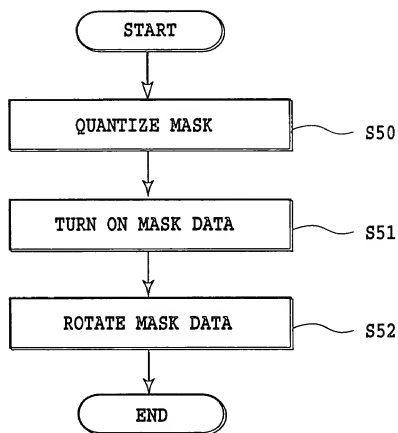 START
QUANTIZE MASK
S50
TURN ON MASK DATA
S51
ROTATE MASK DATA
S52
END